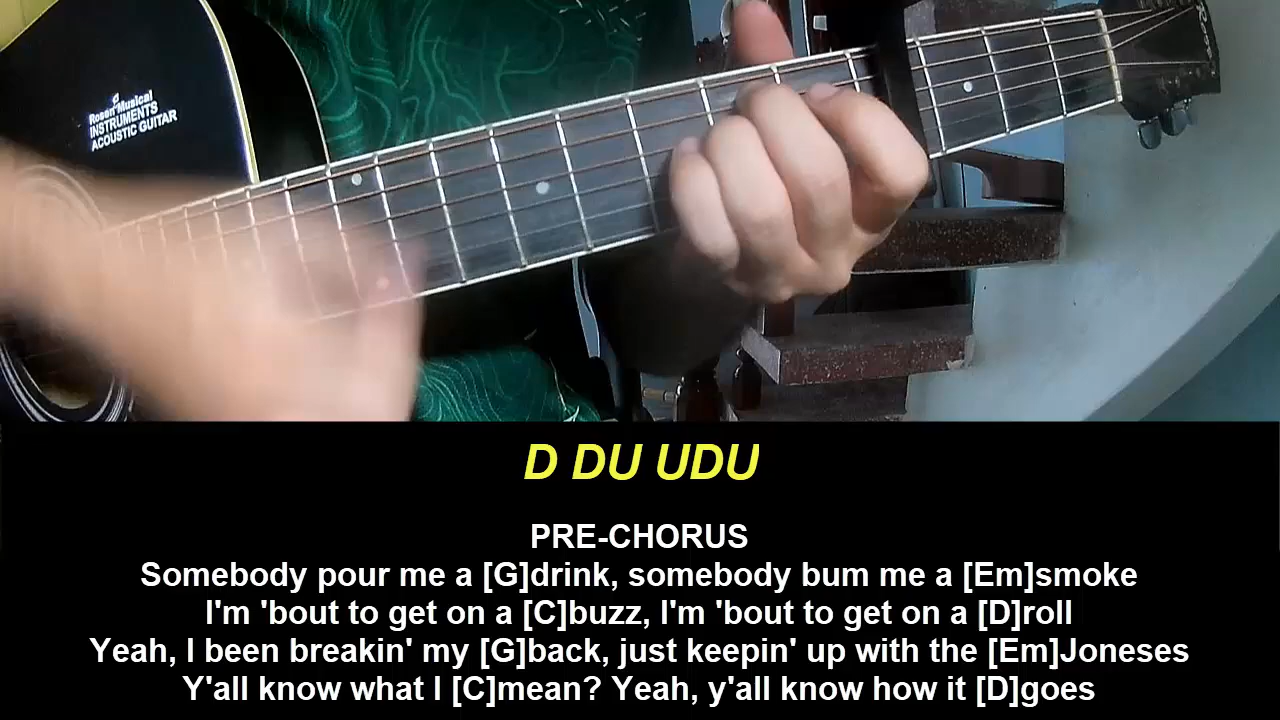 Rosen Musical
INSTRUMENTS
ACOUSTIC GUITAR
D DU UDU
PRE-CHORUS
Somebody pour me a [G]drink, somebody bum me a [Em]smoke
I'm 'bout to get on a [C]buzz, I'm 'bout to get on a [D]roll
Yeah, I been breakin' my [G]back, just keepin' up with the [Em]Joneses
Y'all know what I [C]mean? Yeah, y'all know how it [D]goes